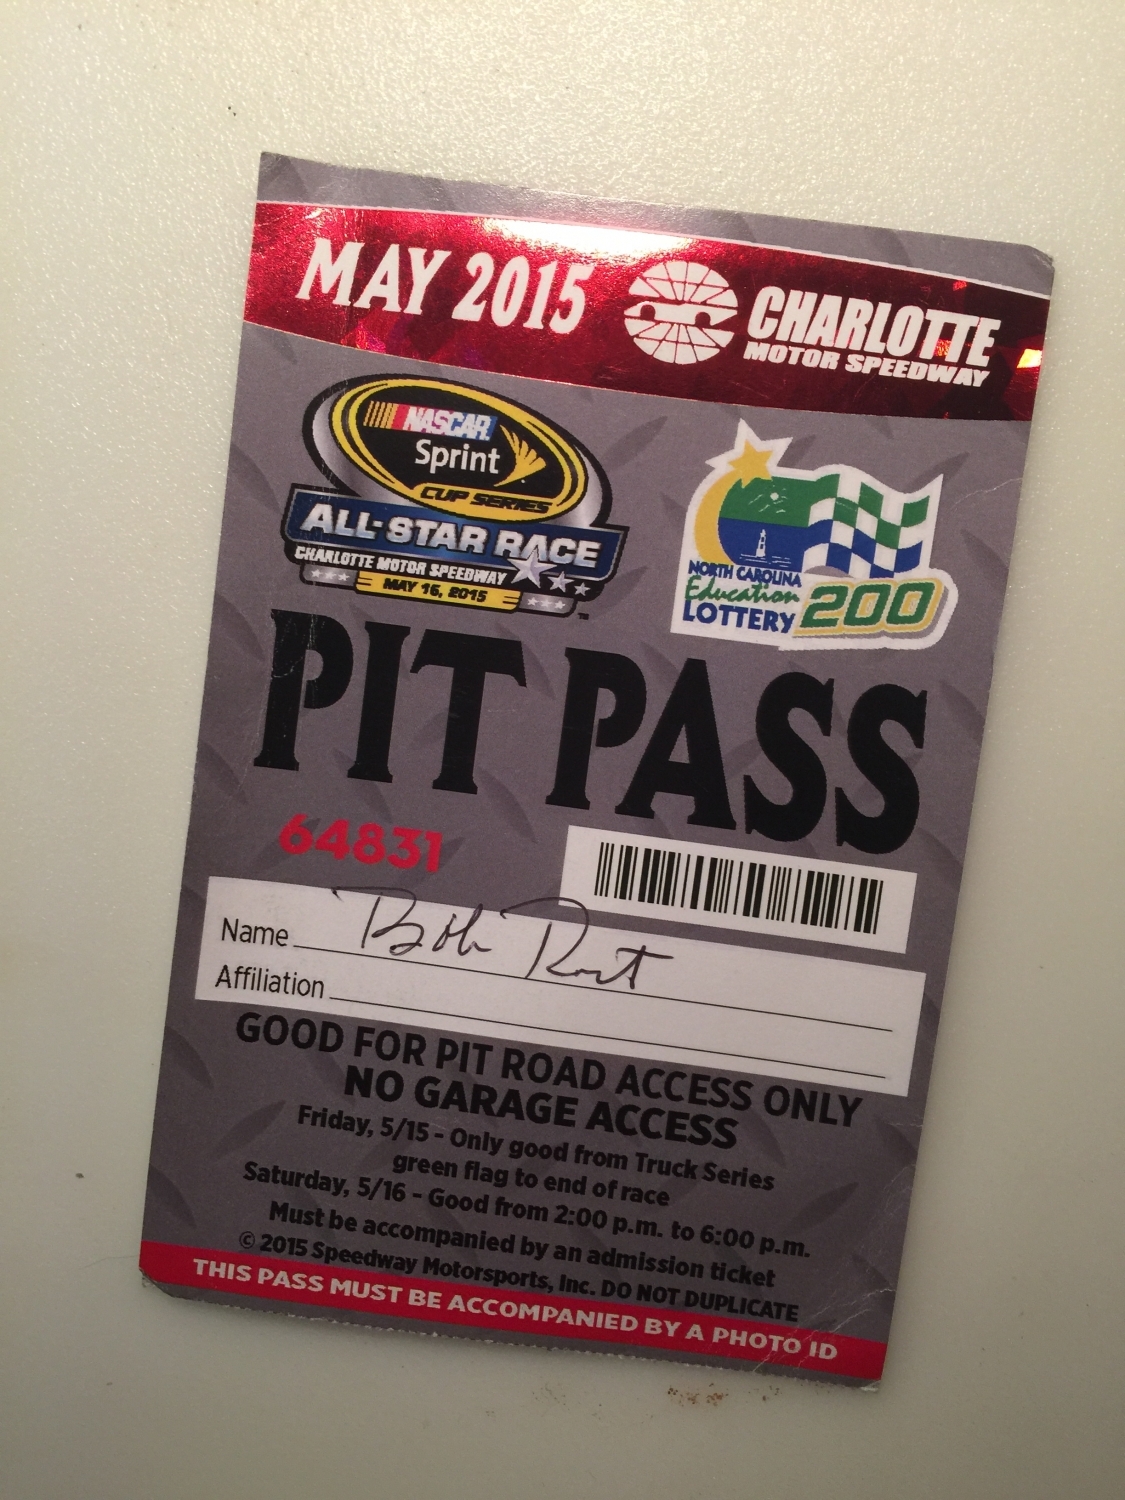 MAY 2015
CHARLOTTE
MOTOR SPEEDWAY
NASCAR
Sprint
CUP SERIES
ALL-STAR RACE
CHARLOTTE MOTOR SPEEDWAY
MAY 16, 2015
™
NORTH CAROLINA
Education
LOTTERY 200
PIT PASS
64831
Name Bob
Affiliation
GOOD FOR PIT ROAD ACCESS ONLY
NO GARAGE ACCESS
Friday, 5/15 - Only good from Truck Series
green flag to end of race
Saturday, 5/16 - Good from 2:00 p.m. to 6:00 p.m.
Must be accompanied by an admission ticket
© 2015 Speedway Motorsports, Inc. DO NOT DUPLICATE
THIS PASS MUST BE ACCOMPANIED BY A PHOTO ID